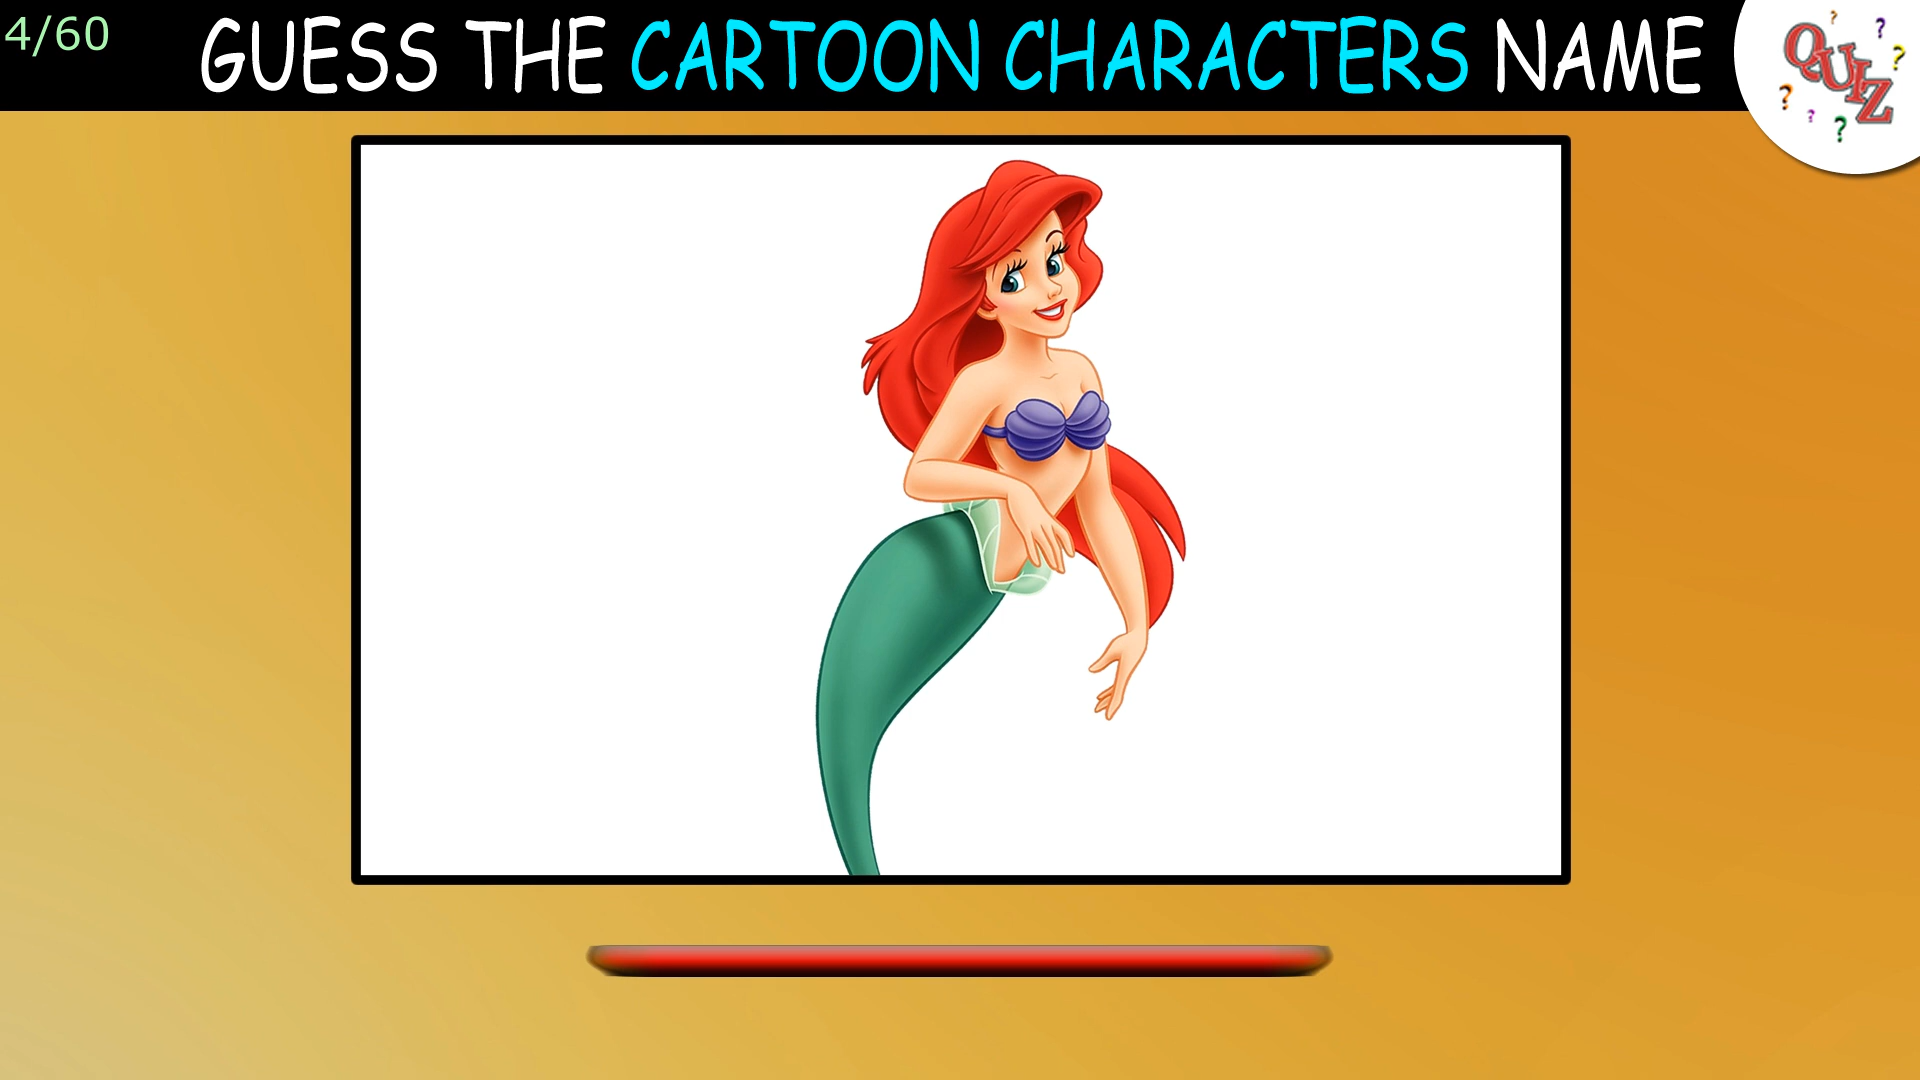 4/60
GUESS THE CARTOON CHARACTERS NAME
QUIZ
? ? ? ? ? ?